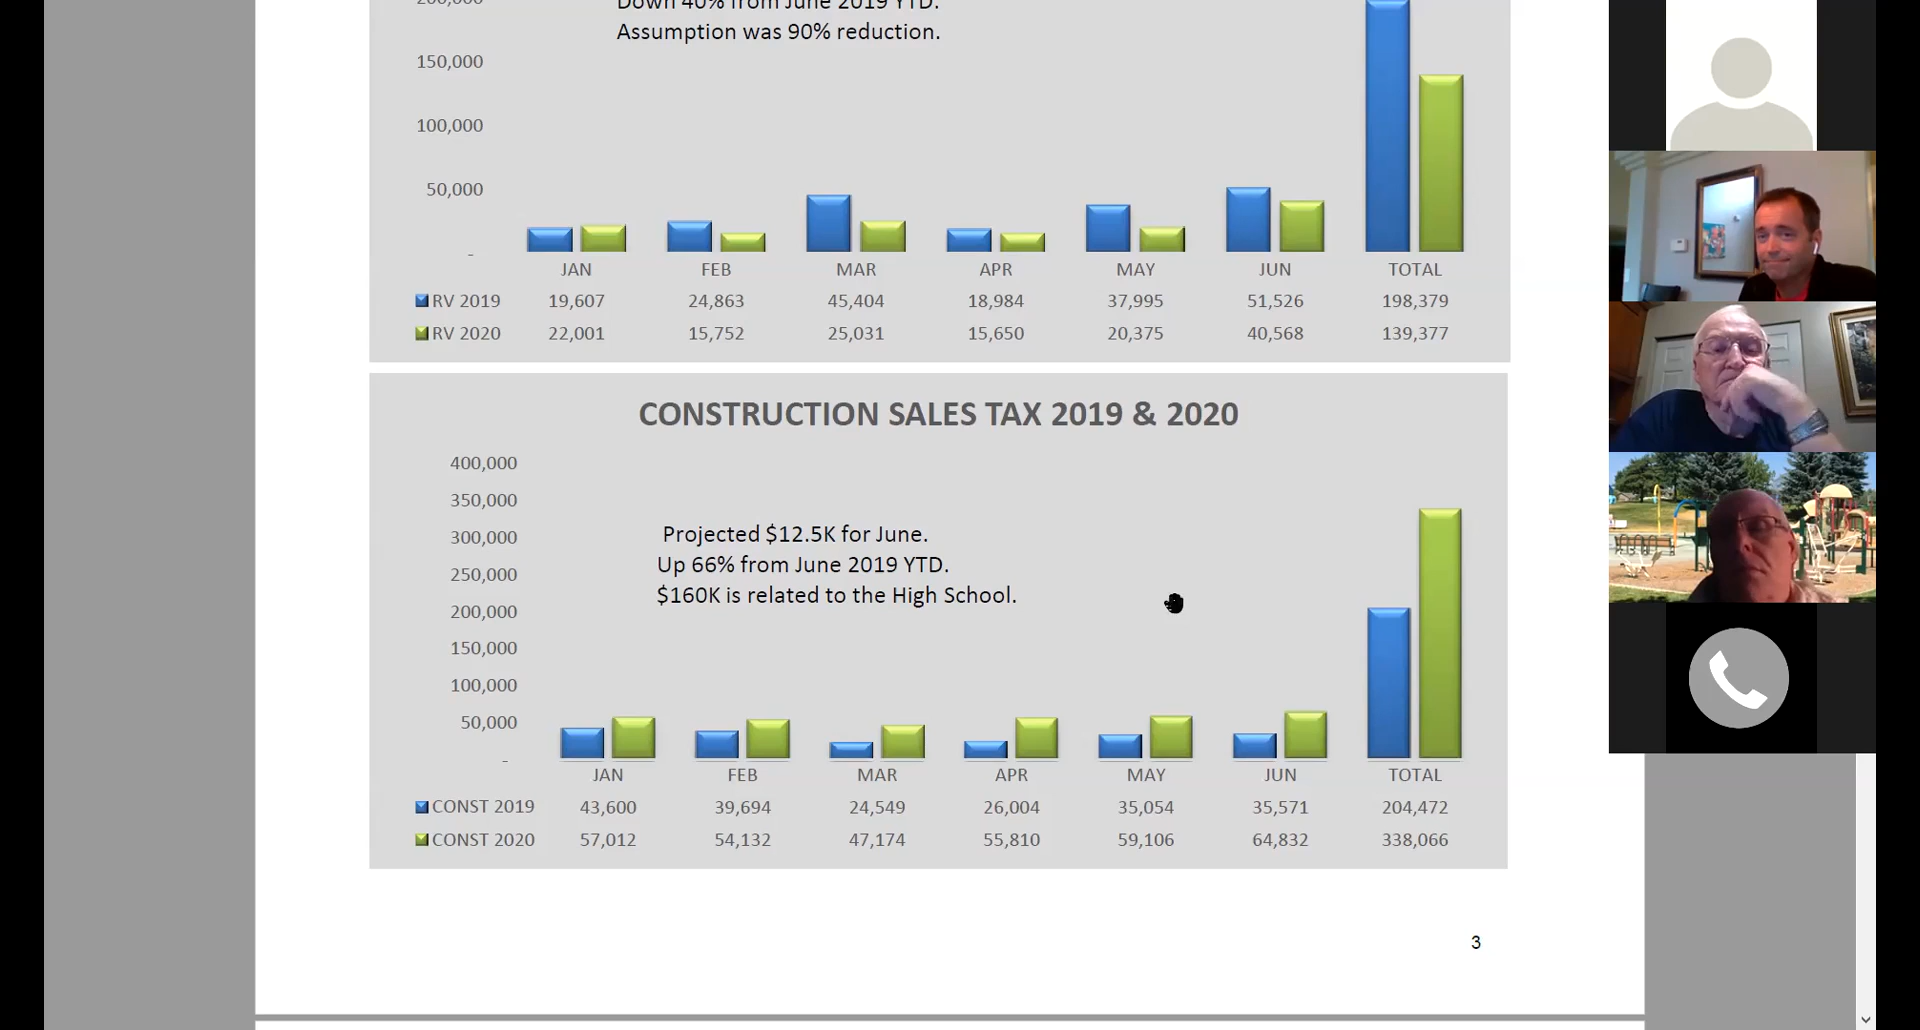 200,000
Down 40% from June 2019 YTD.
Assumption was 90% reduction.
150,000
100,000
50,000
-
JAN FEB MAR APR MAY JUN TOTAL
RV 2019 19,607 24,863 45,404 18,984 37,995 51,526 198,379
RV 2020 22,001 15,752 25,031 15,650 20,375 40,568 139,377
CONSTRUCTION SALES TAX 2019 & 2020
400,000
350,000
300,000
250,000
200,000
150,000
100,000
50,000
-
Projected $12.5K for June.
Up 66% from June 2019 YTD.
$160K is related to the High School.
JAN FEB MAR APR MAY JUN TOTAL
CONST 2019 43,600 39,694 24,549 26,004 35,054 35,571 204,472
CONST 2020 57,012 54,132 47,174 55,810 59,106 64,832 338,066
3